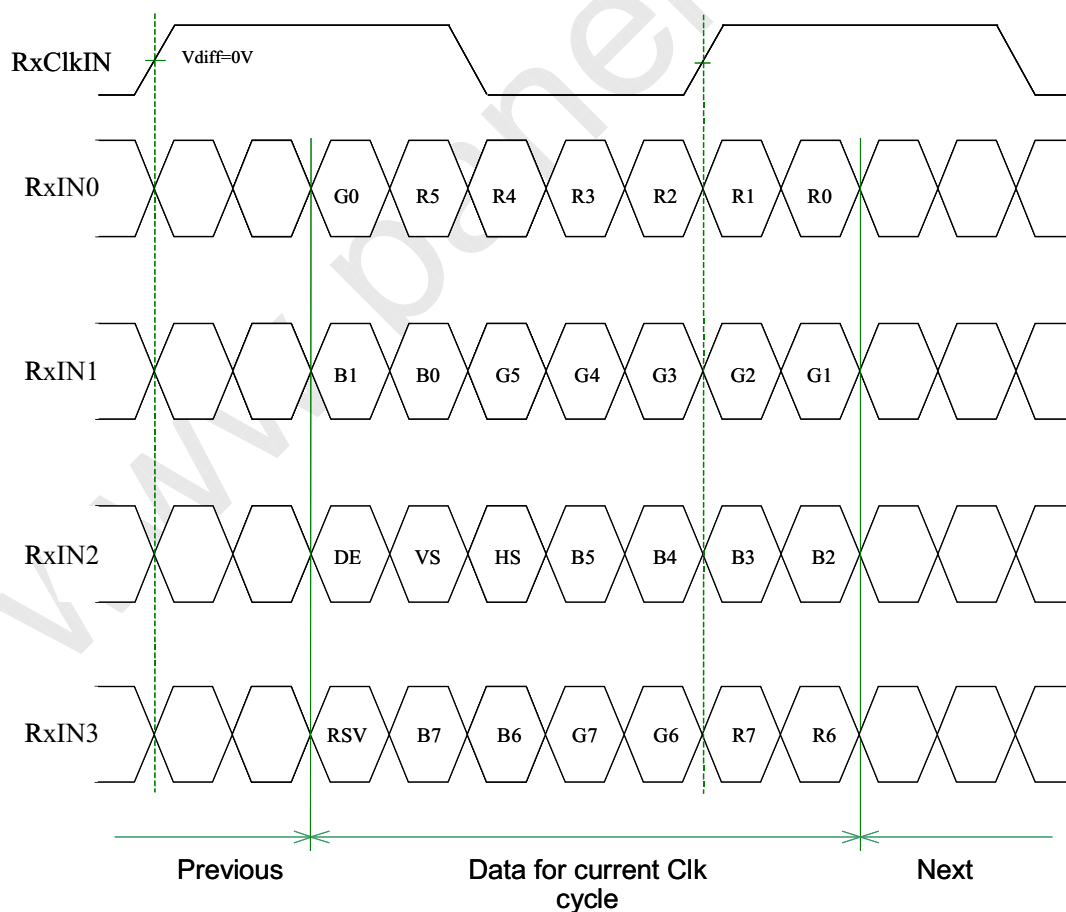 RxClkIN
Vdiff=0V
RxIN0
G0 R5 R4 R3 R2 R1 R0
RxIN1
B1 B0 G5 G4 G3 G2 G1
RxIN2
DE VS HS B5 B4 B3 B2
RxIN3
RSV B7 B6 G7 G6 R7 R6
Previous
Data for current Clk
cycle
Next